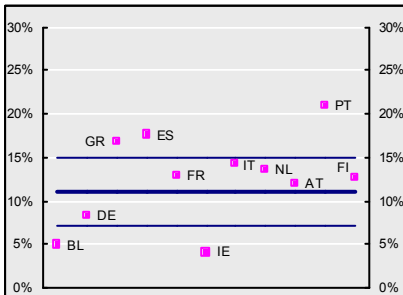 30% 30%
25% 25%
PT
20% 20%
GR ES
15% 15%
FR IT NL FI
AT
10% 10%
DE
5% BL IE 5%
0% 0%